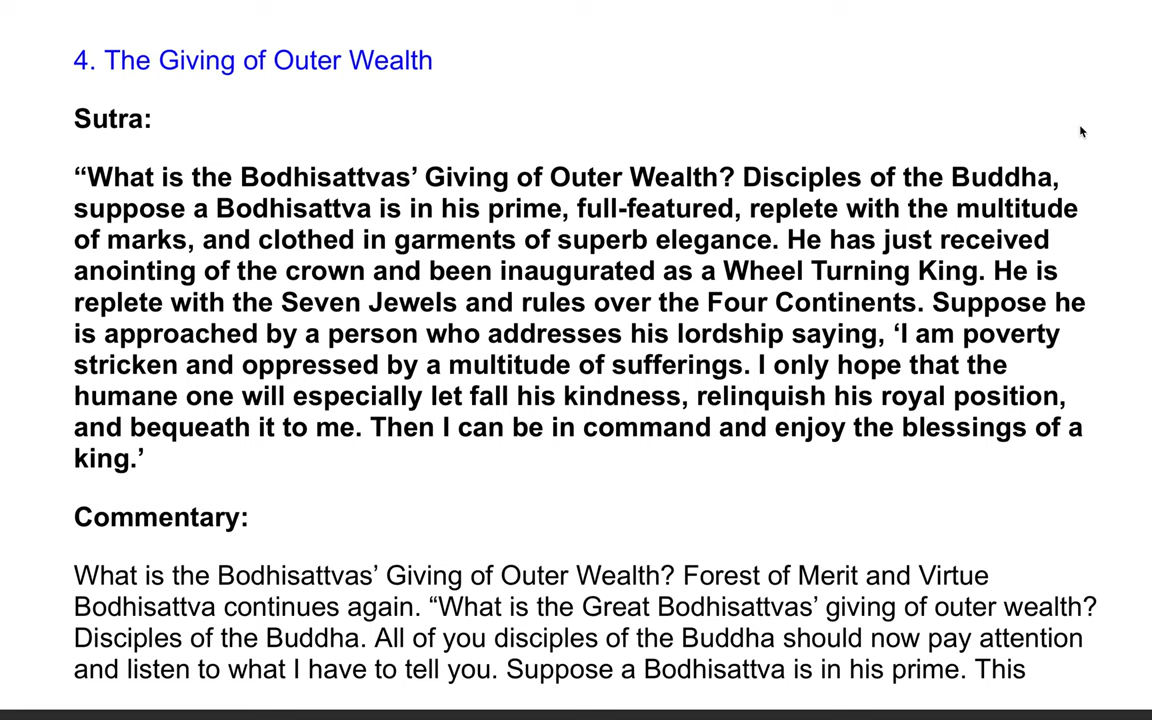 4. The Giving of Outer Wealth
Sutra:
“What is the Bodhisattvas’ Giving of Outer Wealth? Disciples of the Buddha,
suppose a Bodhisattva is in his prime, full-featured, replete with the multitude
of marks, and clothed in garments of superb elegance. He has just received
anointing of the crown and been inaugurated as a Wheel Turning King. He is
replete with the Seven Jewels and rules over the Four Continents. Suppose he
is approached by a person who addresses his lordship saying, ‘I am poverty
stricken and oppressed by a multitude of sufferings. I only hope that the
humane one will especially let fall his kindness, relinquish his royal position,
and bequeath it to me. Then I can be in command and enjoy the blessings of a
king.’
Commentary:
What is the Bodhisattvas’ Giving of Outer Wealth? Forest of Merit and Virtue
Bodhisattva continues again. “What is the Great Bodhisattvas’ giving of outer wealth?
Disciples of the Buddha. All of you disciples of the Buddha should now pay attention
and listen to what I have to tell you. Suppose a Bodhisattva is in his prime. This